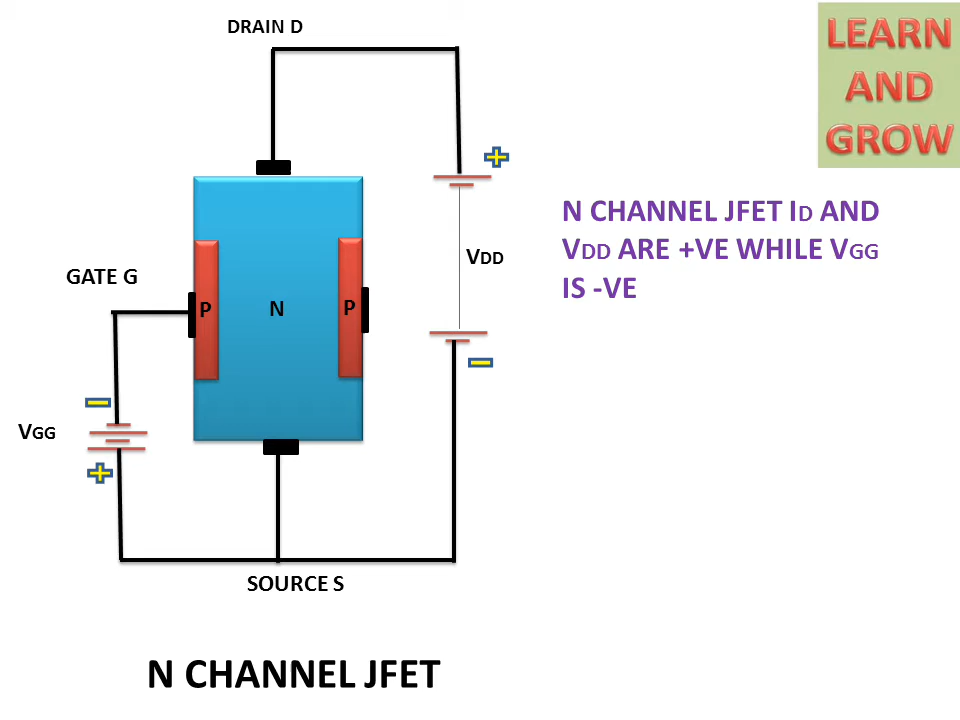 DRAIN D
LEARN
AND
GROW
N CHANNEL JFET ID AND
VDD ARE +VE WHILE VGG
IS -VE
VDD
GATE G
P
N
P
VGG
SOURCE S
N CHANNEL JFET